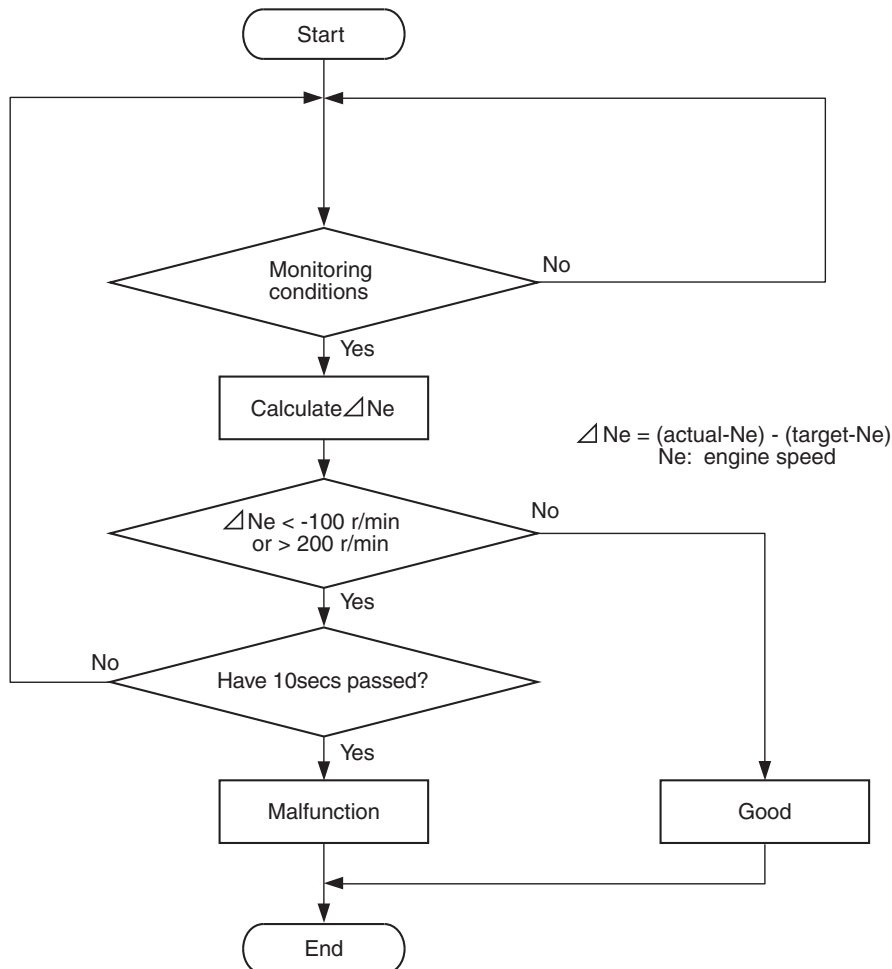 Start
Monitoring
conditions
No
Yes
Calculate⊿Ne
⊿Ne = (actual-Ne) - (target-Ne)
Ne: engine speed
⊿Ne < -100 r/min
or > 200 r/min
No
Yes
No
Have 10secs passed?
Yes
Malfunction
Good
End